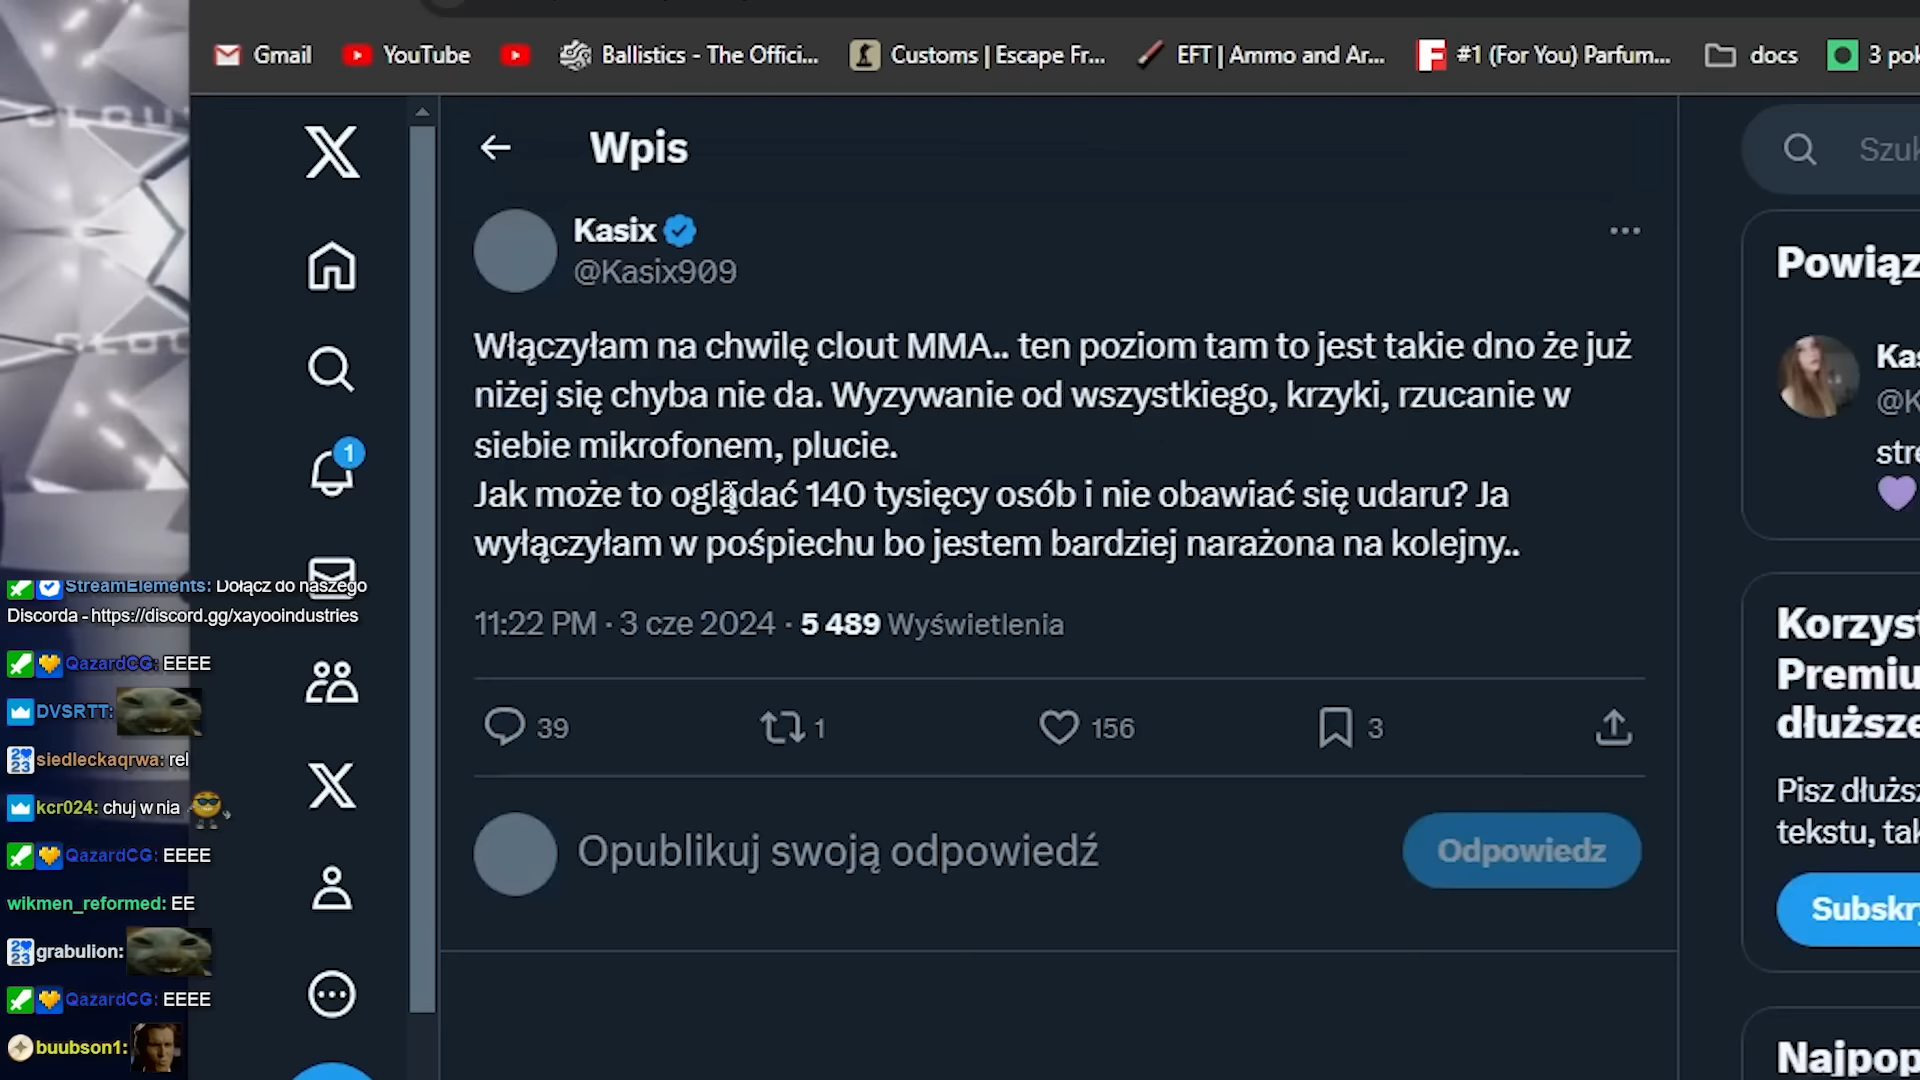 Gmail
YouTube
Ballistics - The Offici...
Customs | Escape Fr...
EFT | Ammo and Ar...
#1 (For You) Parfum...
docs
3 pok
Wpis
Szuk
Kasix
@Kasix909
Włączyłam na chwilę clout MMA.. ten poziom tam to jest takie dno że już
niżej się chyba nie da. Wyzywanie od wszystkiego, krzyki, rzucanie w
siebie mikrofonem, plucie.
Jak może to oglądać 140 tysięcy osób i nie obawiać się udaru? Ja
wyłączyłam w pośpiechu bo jestem bardziej narażona na kolejny..
11:22 PM · 3 cze 2024 · 5 489 Wyświetlenia
39
1
156
3
Opublikuj swoją odpowiedź
Odpowiedz
1
Powiąz
Kas
@K
stre
Korzyst
Premiu
dłuższe
Pisz dłuższ
tekstu, tak
Subskry
Najpop
StreamElements: Dołącz do naszego
Discorda - https://discord.gg/xayooindustries
QazardCG: EEEE
DVSRTT:
siedleckaqrwa: rel
kcr024: chuj w nia
QazardCG: EEEE
wikmen_reformed: EE
grabulion:
QazardCG: EEEE
buubson1: